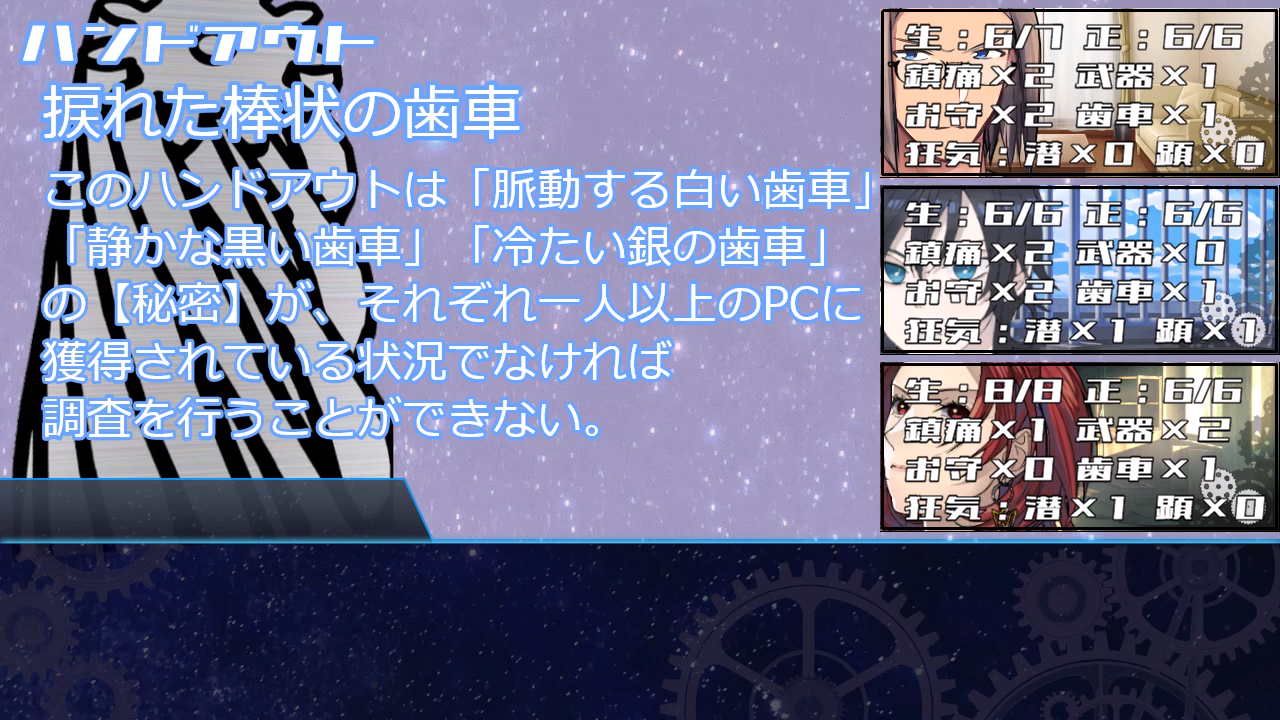 ハンドアウト
捩れた棒状の歯車
このハンドアウトは「脈動する白い歯車」
「静かな黒い歯車」「冷たい銀の歯車」
の【秘密】が、それぞれ一人以上のPCに
獲得されている状況でなければ
調査を行うことができない。
生:6/7 正:6/6
鎮痛×2 武器×1
お守×2 歯車×1
狂気:潜×0 顕×0
生:6/6 正:6/6
鎮痛×2 武器×0
お守×2 歯車×1
狂気:潜×1 顕×1
生:8/8 正:6/6
鎮痛×1 武器×2
お守×0 歯車×1
狂気:潜×1 顕×0